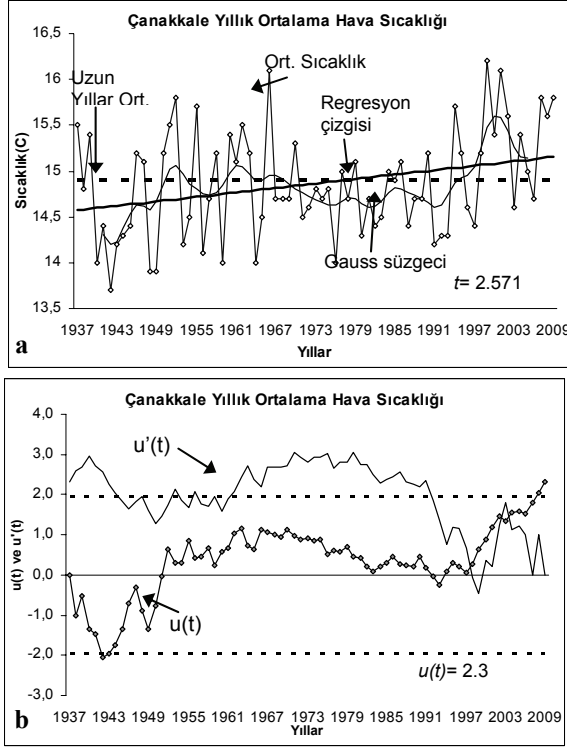 Çanakkale Yıllık Ortalama Hava Sıcaklığı
16,5
16
15,5
15
14,5
14
13,5
Sıcaklık(C)
Uzun
Yıllar Ort.
Ort. Sıcaklık
Regresyon
çizgisi
Gauss süzgeci
t= 2.571
1937 1943 1949 1955 1961 1967 1973 1979 1985 1991 1997 2003 2009
Yıllar
a
Çanakkale Yıllık Ortalama Hava Sıcaklığı
4,0
3,0
2,0
1,0
0,0
-1,0
-2,0
-3,0
u(t) ve u'(t)
u'(t)
u(t)
u(t)= 2.3
1937 1943 1949 1955 1961 1967 1973 1979 1985 1991 1997 2003 2009
Yıllar
b